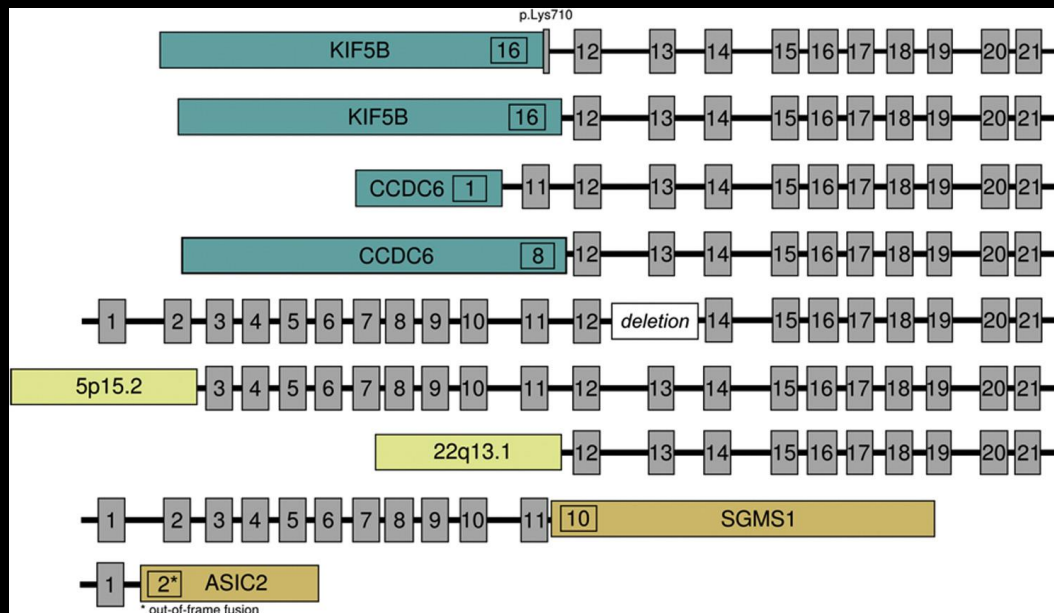 p.Lys710
KIF5B 16 12 13 14 15 16 17 18 19 20 21
KIF5B 16 12 13 14 15 16 17 18 19 20 21
CCDC6 1 11 12 13 14 15 16 17 18 19 20 21
CCDC6 8 12 13 14 15 16 17 18 19 20 21
1 2 3 4 5 6 7 8 9 10 11 12 deletion 14 15 16 17 18 19 20 21
5p15.2 3 4 5 6 7 8 9 10 11 12 13 14 15 16 17 18 19 20 21
22q13.1 12 13 14 15 16 17 18 19 20 21
1 2 3 4 5 6 7 8 9 10 11 10 SGMS1
1 2* ASIC2
* out-of-frame fusion